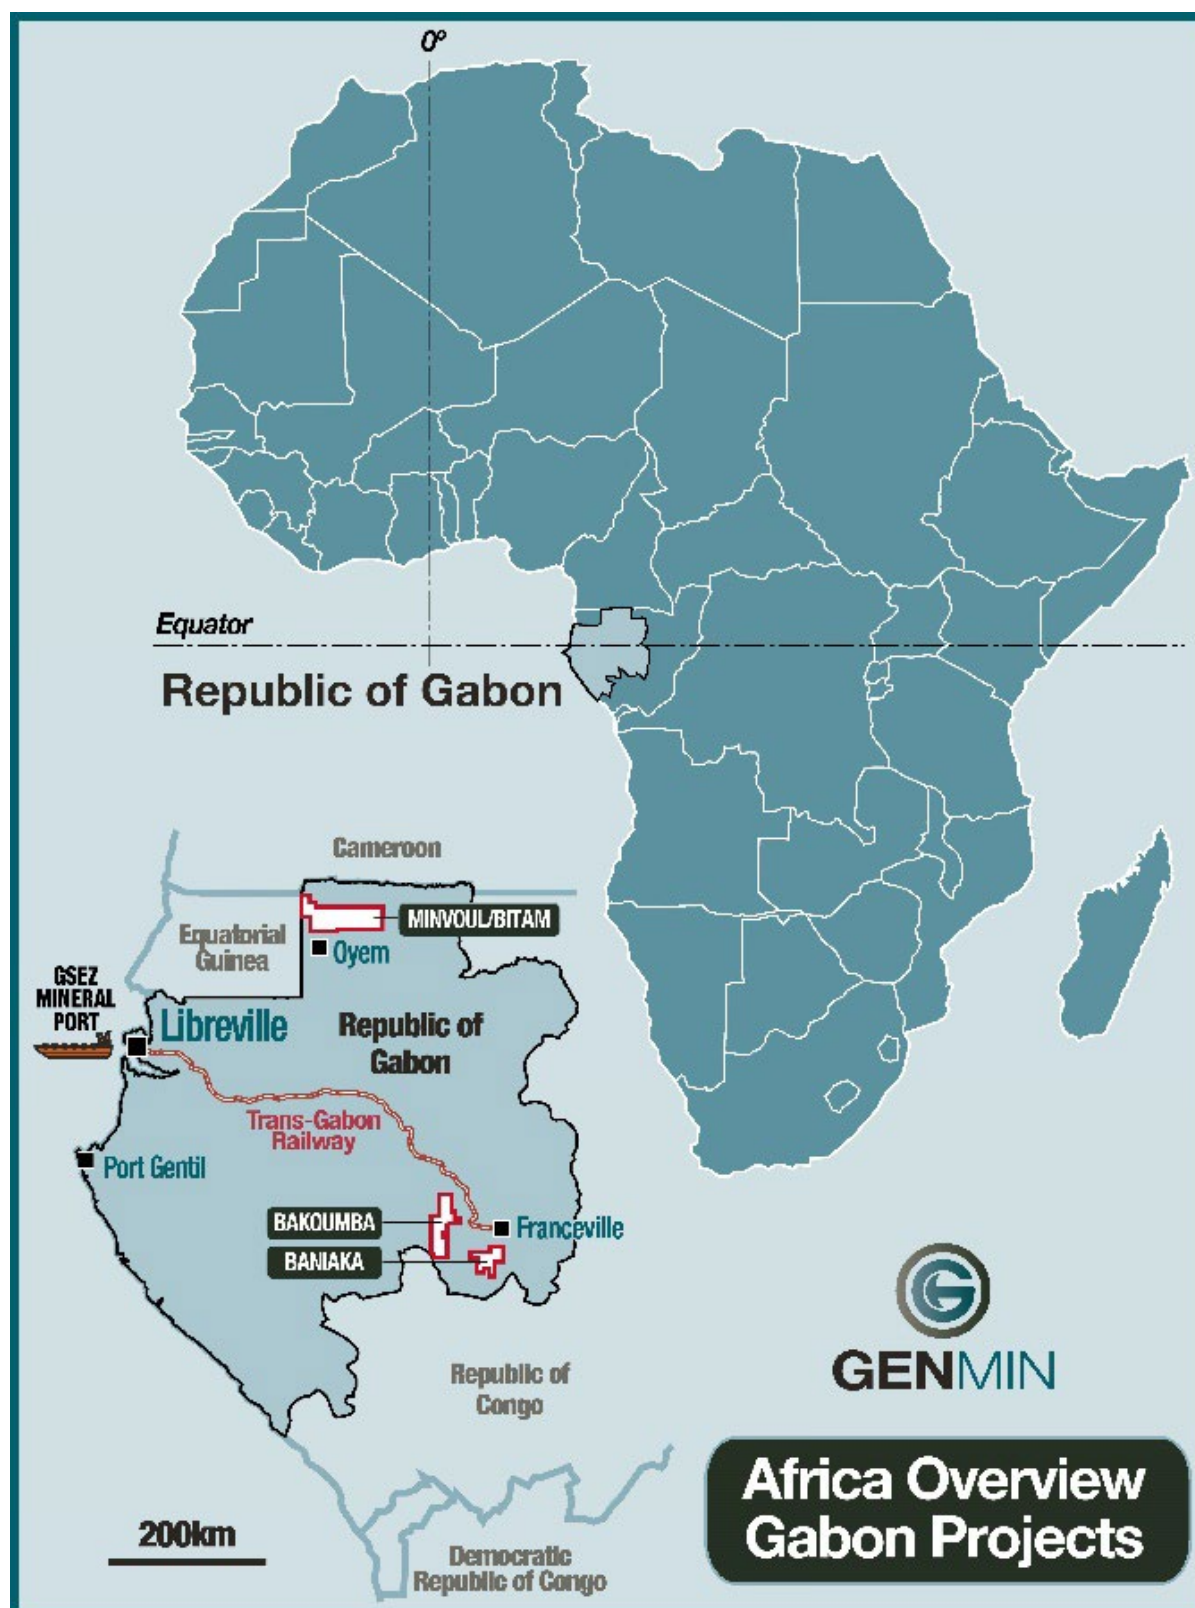 0º
Equator
Republic of Gabon
Cameroon
MINVOUL/BITAM
Equatorial
Guinea
Oyem
GSEZ
MINERAL
PORT
Libreville
Republic of
Gabon
Trans-Gabon
Railway
Port Gentil
BAKOUMBA
Franceville
BANIAKA
GENMIN
Republic of
Congo
Africa Overview
Gabon Projects
200km
Democratic
Republic of Congo